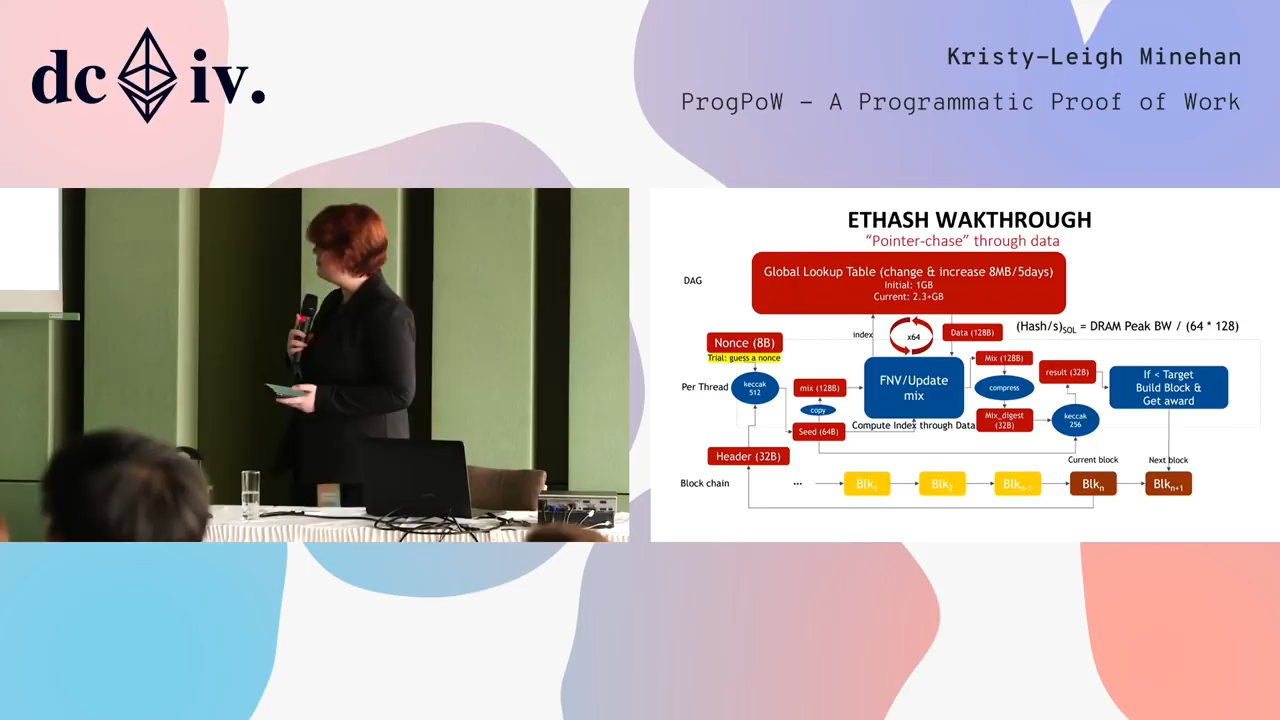 dc iv.
Kristy-Leigh Minehan
ProgPoW - A Programmatic Proof of Work
ETHASH WAKTHROUGH
"Pointer-chase" through data
DAG
Global Lookup Table (change & increase 8MB/5days)
Initial: 1GB
Current: 2.3+GB
index
x64
Data (128B)
(Hash/s)SOL = DRAM Peak BW / (64 * 128)
Nonce (8B)
Trial: guess a nonce
Per Thread
keccak
512
mix (128B)
copy
Seed (64B)
FNV/Update
mix
Compute Index through Data
Mix (128B)
compress
Mix_digest
(32B)
result (32B)
keccak
256
If < Target
Build Block &
Get award
Header (32B)
Current block
Next block
Block chain
...
Blk1
Blk2
Blkn-1
Blkn
Blkn+1